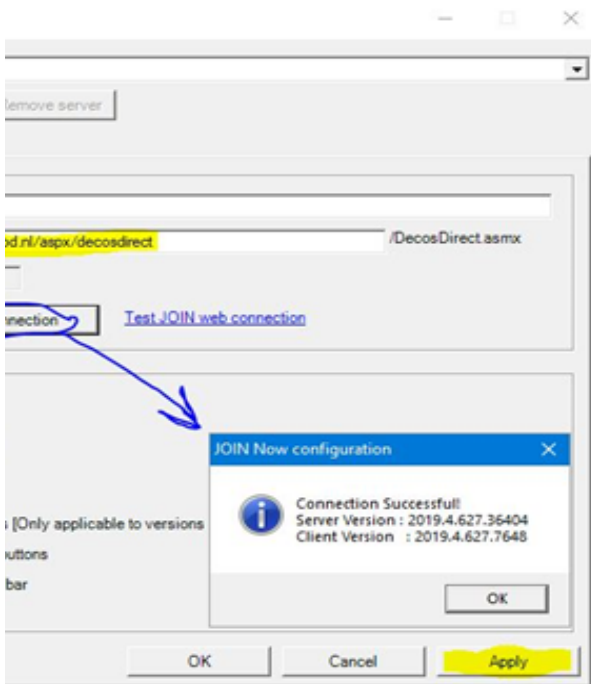 Remove server
od.nl/aspx/decosdirect
/DecosDirect.asmx
nnection
Test JOIN web connection
JOIN Now configuration
Connection Successful!
Server Version : 2019.4.627.36404
Client Version : 2019.4.627.7648
OK
s [Only applicable to versions
uttons
bar
OK
Cancel
Apply